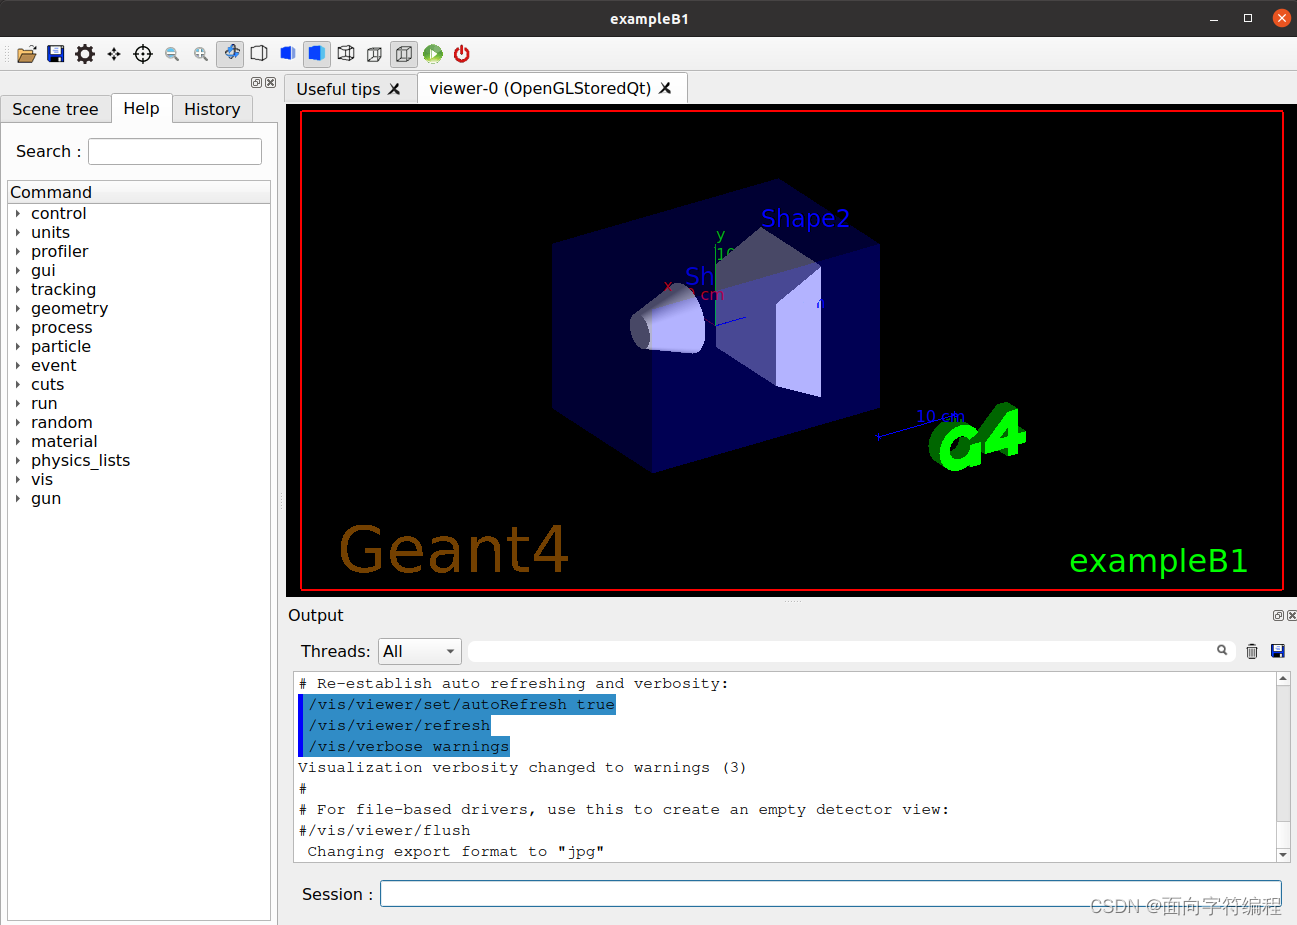 exampleB1
Useful tips
viewer-0 (OpenGLStoredQt)
Scene tree
Help
History
Search :
Command
control
units
profiler
gui
tracking
geometry
process
particle
event
cuts
run
random
material
physics_lists
vis
gun
Shape2
y
10
Sh
x
cm
10 cm
G4
Geant4
exampleB1
Output
Threads:
All
# Re-establish auto refreshing and verbosity:
/vis/viewer/set/autoRefresh true
/vis/viewer/refresh
/vis/verbose warnings
Visualization verbosity changed to warnings (3)
#
# For file-based drivers, use this to create an empty detector view:
#/vis/viewer/flush
Changing export format to "jpg"
Session :
CSDN @面向字符编程